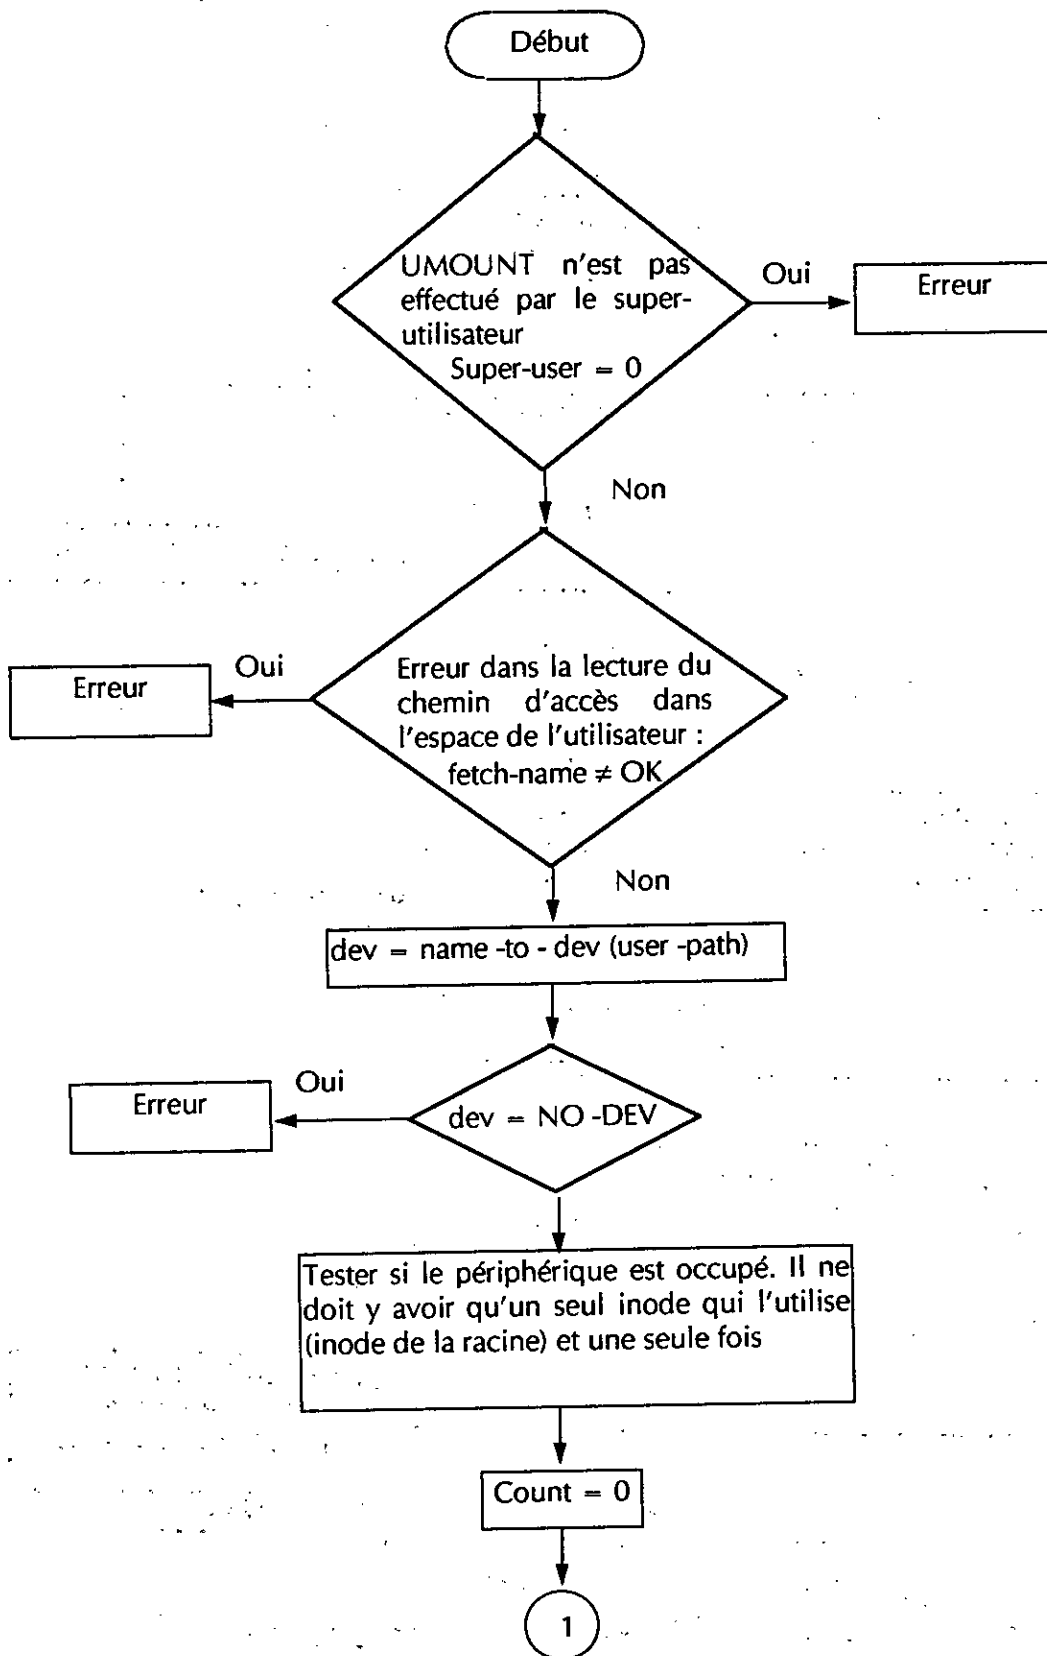 Début
UMOUNT n'est pas
effectué par le super-
utilisateur
Super-user = 0
Oui
Erreur
Non
Oui
Erreur
Erreur dans la lecture du
chemin d'accès dans
l'espace de l'utilisateur :
fetch-name ≠ OK
Non
dev = name -to - dev (user -path)
Oui
Erreur
dev = NO -DEV
Tester si le périphérique est occupé. Il ne
doit y avoir qu'un seul inode qui l'utilise
(inode de la racine) et une seule fois
Count = 0
1